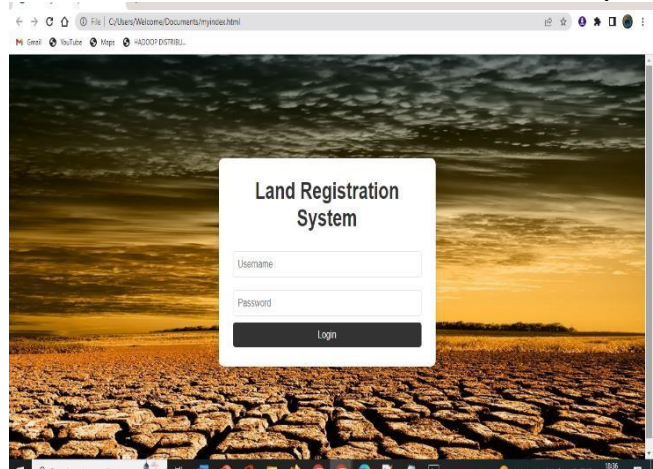 File | C:/Users/Welcome/Documents/myindex.html
Gmail YouTube Maps HADOOP DISTRIBU...
Land Registration
System
Username
Password
Login
18:36